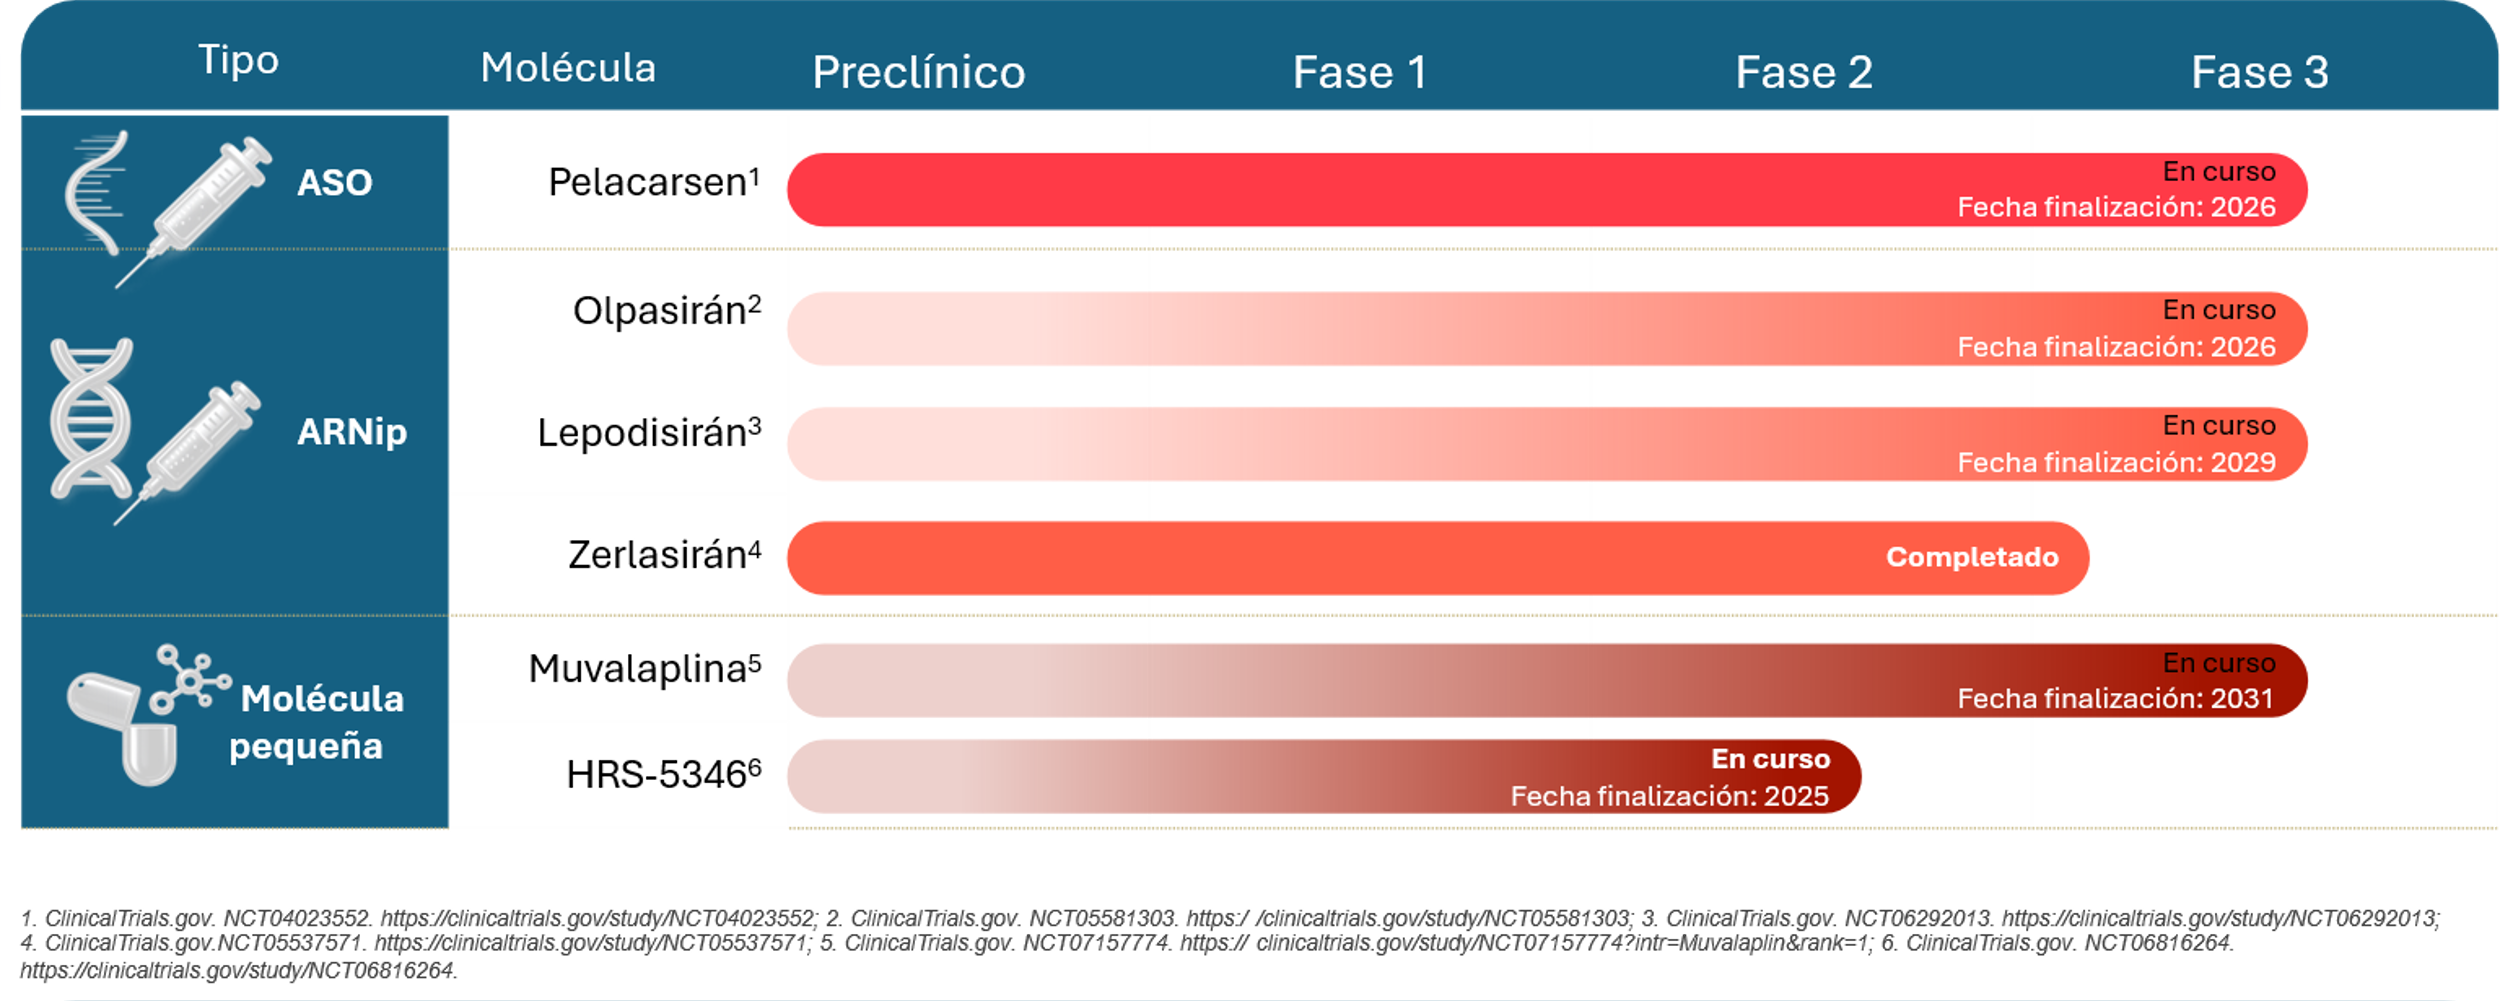 Tipo Molécula Preclínico Fase 1 Fase 2 Fase 3
ASO
Pelacarsen¹
En curso
Fecha finalización: 2026
ARNip
Olpasirán²
En curso
Fecha finalización: 2026
Lepodisirán³
En curso
Fecha finalización: 2029
Zerlasirán⁴
Completado
Molécula
pequeña
Muvalaplina⁵
En curso
Fecha finalización: 2031
HRS-5346⁶
En curso
Fecha finalización: 2025
1. ClinicalTrials.gov. NCT04023552. https://clinicaltrials.gov/study/NCT04023552; 2. ClinicalTrials.gov. NCT05581303. https:/ /clinicaltrials.gov/study/NCT05581303; 3. ClinicalTrials.gov. NCT06292013. https://clinicaltrials.gov/study/NCT06292013;
4. ClinicalTrials.gov.NCT05537571. https://clinicaltrials.gov/study/NCT05537571; 5. ClinicalTrials.gov. NCT07157774. https:// clinicaltrials.gov/study/NCT07157774?intr=Muvalaplin&rank=1; 6. ClinicalTrials.gov. NCT06816264.
https://clinicaltrials.gov/study/NCT06816264.